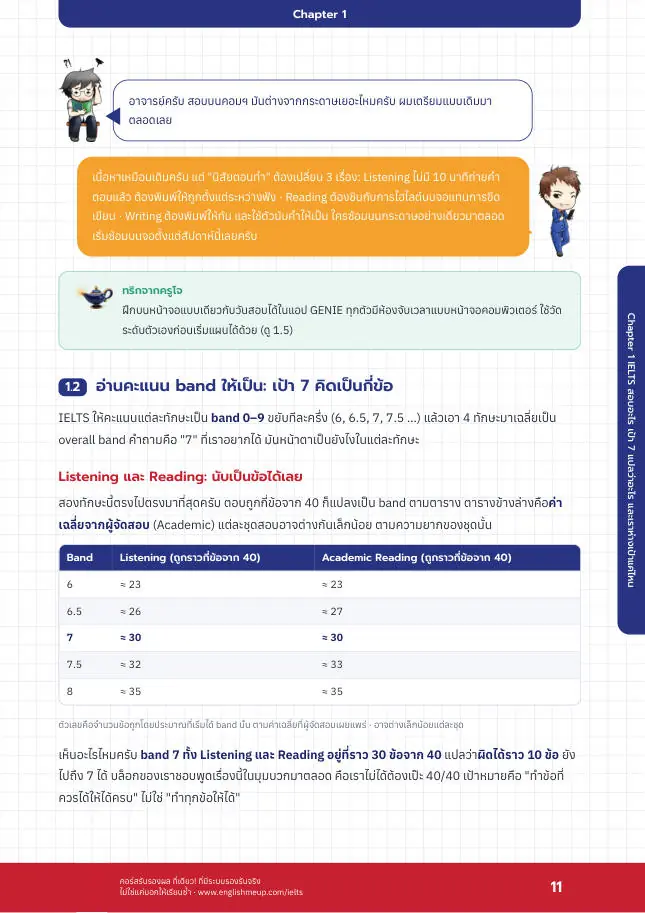 Chapter 1
อาจารย์ครับ สอบบนคอมฯ มันต่างจากกระดาษเยอะไหมครับ ผมเตรียมแบบเดิมมา
ตลอดเลย
เนื้อหาเหมือนเดิมครับ แต่ "นิสัยตอนทำ" ต้องเปลี่ยน 3 เรื่อง: Listening ไม่มี 10 นาทีถ่ายคำ
ตอบแล้ว ต้องพิมพ์ให้ถูกตั้งแต่ระหว่างฟัง · Reading ต้องชินกับการไฮไลต์บนจอแทนการขีด
เขียน · Writing ต้องพิมพ์ให้ทัน และใช้ตัวนับคำให้เป็น ใครซ้อมบนกระดาษอย่างเดียวมาตลอด
เริ่มซ้อมบนจอตั้งแต่สัปดาห์นี้เลยครับ
ทริกจากครูโจ
ฝึกบนหน้าจอแบบเดียวกับวันสอบได้ในแอป GENIE ทุกตัวมีห้องจับเวลาแบบหน้าจอคอมพิวเตอร์ ใช้วัด
ระดับตัวเองก่อนเริ่มแผนได้ด้วย (ดู 1.5)
1.2 อ่านคะแนน band ให้เป็น: เป้า 7 คิดเป็นกี่ข้อ
IELTS ให้คะแนนแต่ละทักษะเป็น band 0–9 ขยับทีละครึ่ง (6, 6.5, 7, 7.5 ...) แล้วเอา 4 ทักษะมาเฉลี่ยเป็น
overall band คำถามคือ "7" ที่เราอยากได้ มันหน้าตาเป็นยังไงในแต่ละทักษะ
Listening และ Reading: นับเป็นข้อได้เลย
สองทักษะนี้ตรงไปตรงมาที่สุดครับ ตอบถูกกี่ข้อจาก 40 ก็แปลงเป็น band ตามตาราง ตารางข้างล่างคือค่า
เฉลี่ยจากผู้จัดสอบ (Academic) แต่ละชุดสอบอาจต่างกันเล็กน้อย ตามความยากของชุดนั้น
Band Listening (ถูกราวกี่ข้อจาก 40) Academic Reading (ถูกราวกี่ข้อจาก 40)
6 ≈ 23 ≈ 23
6.5 ≈ 26 ≈ 27
7 ≈ 30 ≈ 30
7.5 ≈ 32 ≈ 33
8 ≈ 35 ≈ 35
ตัวเลขคือจำนวนข้อถูกโดยประมาณที่เริ่มได้ band นั้น ตามค่าเฉลี่ยที่ผู้จัดสอบเผยแพร่ · อาจต่างเล็กน้อยแต่ละชุด
เห็นอะไรไหมครับ band 7 ทั้ง Listening และ Reading อยู่ที่ราว 30 ข้อจาก 40 แปลว่าผิดได้ราว 10 ข้อ ยัง
ไปถึง 7 ได้ บล็อกของเราชอบพูดเรื่องนี้ในมุมบวกมาตลอด คือเราไม่ได้ต้องเป๊ะ 40/40 เป้าหมายคือ "ทำข้อที่
ควรได้ให้ได้ครบ" ไม่ใช่ "ทำทุกข้อให้ได้"
Chapter 1 IELTS สอบอะไร เป้า 7 แปลว่าอะไร และเราห่างเป้าแค่ไหน
คอร์สรับรองผล ที่เดียว! ที่มีระบบรองรับจริง
ไม่ใช่แค่บอกให้เรียนซ้ำ · www.englishmeup.com/ielts
11